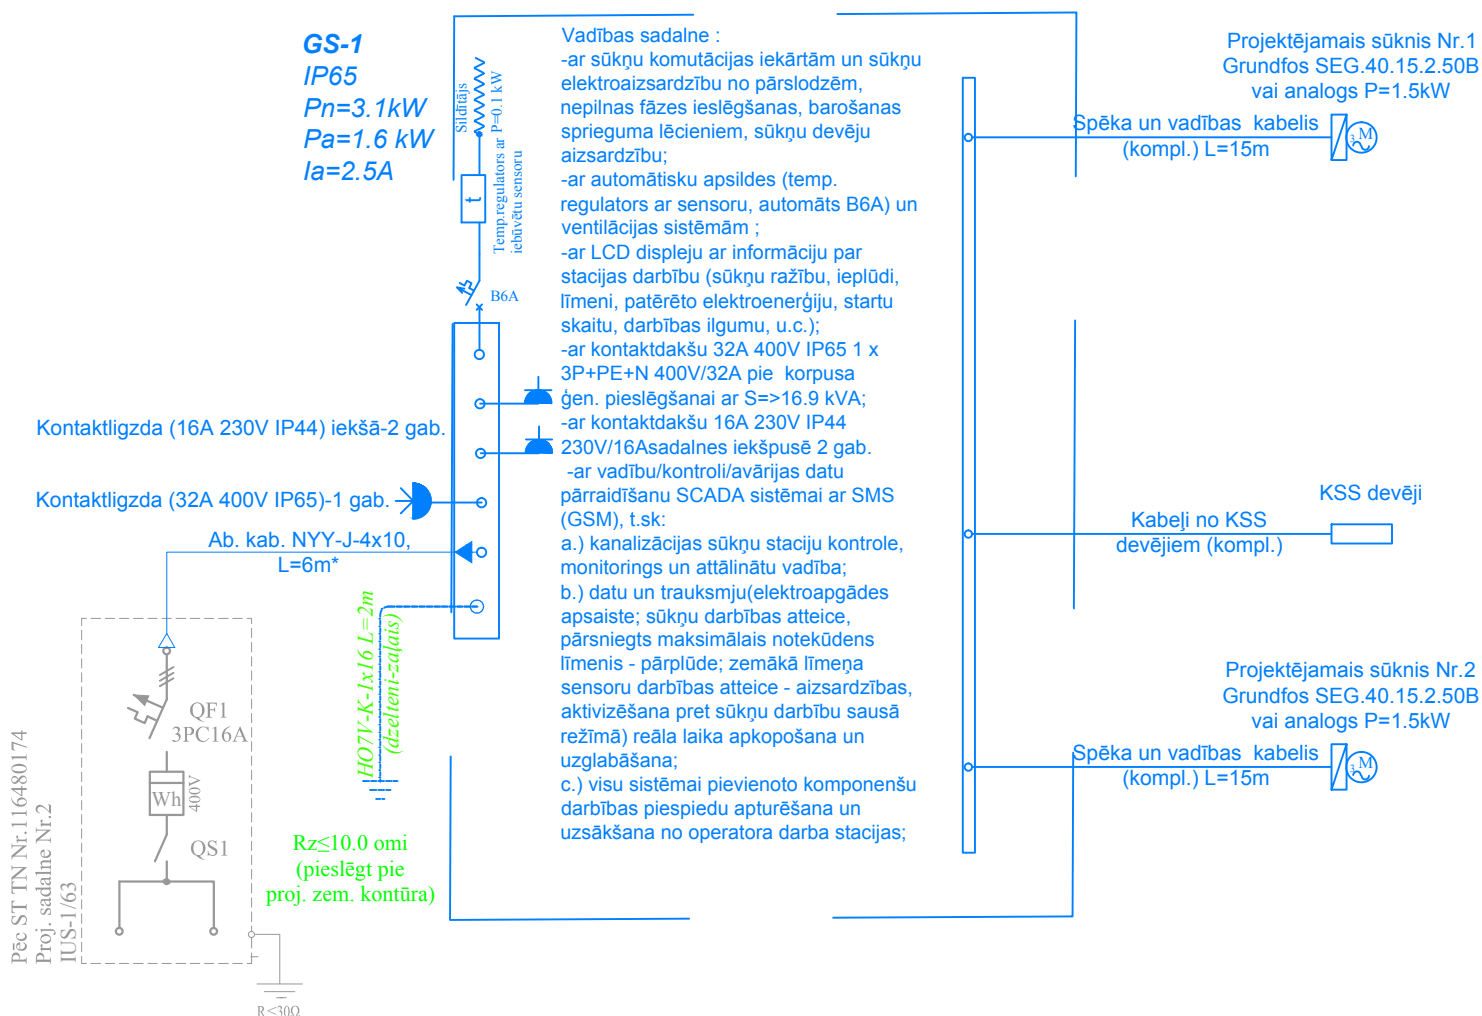 GS-1
IP65
Pn=3.1kW
Pa=1.6 kW
Ia=2.5A
Sildītājs
P=0.1 kW
t
Temp.regulators ar
iebūvētu sensoru
B6A
Vadības sadalne :
-ar sūkņu komutācijas iekārtām un sūkņu
elektroaizsardzību no pārslodzēm,
nepilnas fāzes ieslēgšanas, barošanas
sprieguma lēcieniem, sūkņu devēju
aizsardzību;
-ar automātisku apsildes (temp.
regulators ar sensoru, automāts B6A) un
ventilācijas sistēmām ;
-ar LCD displeju ar informāciju par
stacijas darbību (sūkņu ražību, ieplūdi,
līmeni, patērēto elektroenerģiju, startu
skaitu, darbības ilgumu, u.c.);
-ar kontaktdakšu 32A 400V IP65 1 x
3P+PE+N 400V/32A pie  korpusa
ģen. pieslēgšanai ar S=>16.9 kVA;
-ar kontaktdakšu 16A 230V IP44
230V/16Asadalnes iekšpusē 2 gab.
-ar vadību/kontroli/avārijas datu
pārraidīšanu SCADA sistēmai ar SMS
(GSM), t.sk:
a.) kanalizācijas sūkņu staciju kontrole,
monitorings un attālinātu vadība;
b.) datu un trauksmju(elektroapgādes
apsaiste; sūkņu darbības atteice,
pārsniegts maksimālais notekūdens
līmenis - pārplūde; zemākā līmeņa
sensoru darbības atteice - aizsardzības,
aktivizēšana pret sūkņu darbību sausā
režīmā) reāla laika apkopošana un
uzglabāšana;
c.) visu sistēmai pievienoto komponenšu
darbības piespiedu apturēšana un
uzsākšana no operatora darba stacijas;
Projektējamais sūknis Nr.1
Grundfos SEG.40.15.2.50B
vai analogs P=1.5kW
Spēka un vadības  kabelis
(kompl.) L=15m
3 M
KSS devēji
Kabeļi no KSS
devējiem (kompl.)
Projektējamais sūknis Nr.2
Grundfos SEG.40.15.2.50B
vai analogs P=1.5kW
Spēka un vadības  kabelis
(kompl.) L=15m
3 M
Kontaktligzda (16A 230V IP44) iekšā-2 gab.
Kontaktligzda (32A 400V IP65)-1 gab.
Ab. kab. NYY-J-4x10,
L=6m*
HO7V-K-1x16 L=2m
(dzelteni-zaļais)
Rz≤10.0 omi
(pieslēgt pie
proj. zem. kontūra)
QF1
3PC16A
Wh
400V
QS1
Pēc ST TN Nr.116480174
Proj. sadalne Nr.2
IUS-1/63
R≤30Ω